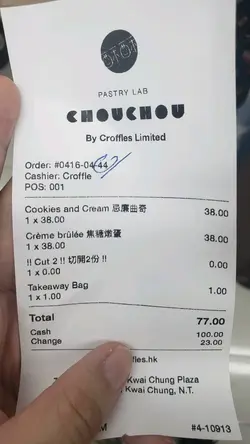 PASTRY LAB
CHOUCHOU
By Croffles Limited
Order: #0416-04-44
Cashier: Croffle
POS: 001
Cookies and Cream 忌廉曲奇 38.00
1 x 38.00
Crème brûlée 焦糖燉蛋 38.00
1 x 38.00
!! Cut 2 !! 切開2份 !! 0.00
1 x 0.00
Takeaway Bag 1.00
1 x 1.00
Total 77.00
Cash 100.00
Change 23.00
ffles.hk
Kwai Chung Plaza
Kwai Chung, N.T.
M #4-10913